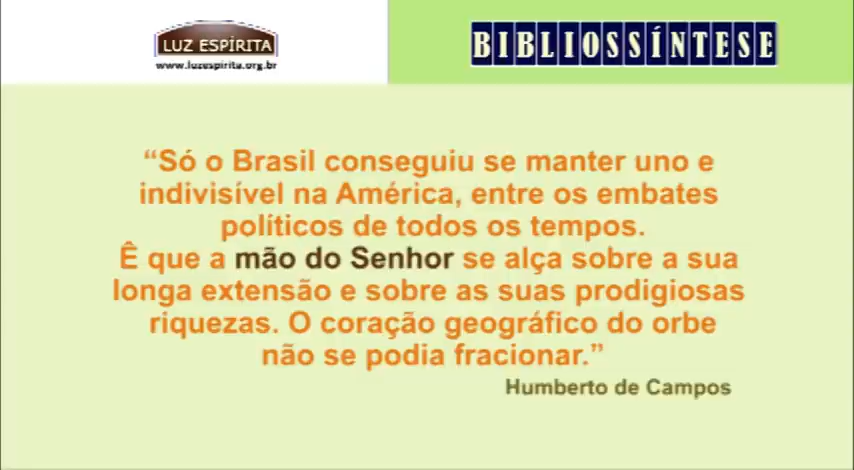 LUZ ESPÍRITA
www.luzespirita.org.br
BIBLIOSSÍNTESE
“Só o Brasil conseguiu se manter uno e
indivisível na América, entre os embates
políticos de todos os tempos.
Ê que a mão do Senhor se alça sobre a sua
longa extensão e sobre as suas prodigiosas
riquezas. O coração geográfico do orbe
não se podia fracionar.”
Humberto de Campos